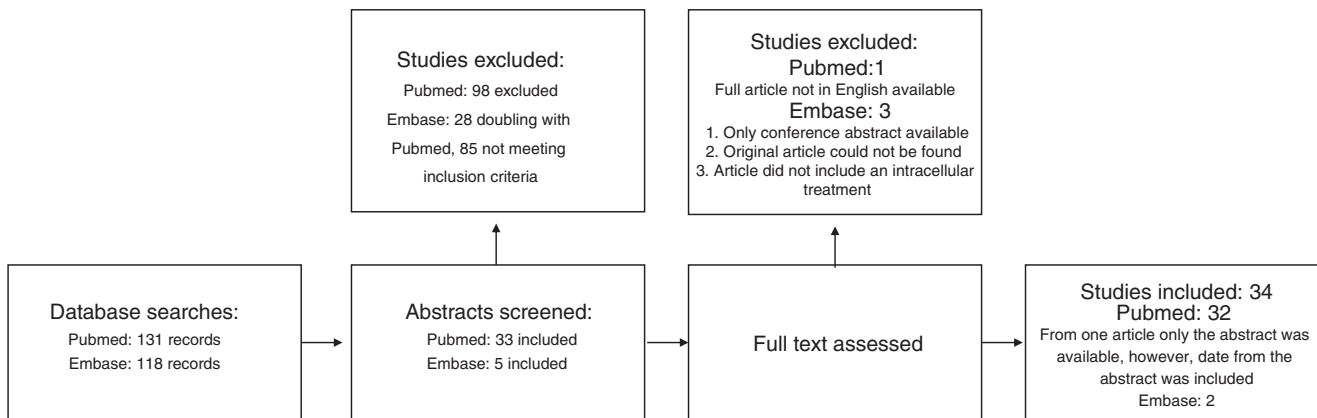 Studies excluded:
Pubmed: 98 excluded
Embase: 28 doubling with
Pubmed, 85 not meeting
inclusion criteria
Studies excluded:
Pubmed:1
Full article not in English available
Embase: 3
1. Only conference abstract available
2. Original article could not be found
3. Article did not include an intracellular
treatment
Database searches:
Pubmed: 131 records
Embase: 118 records
Abstracts screened:
Pubmed: 33 included
Embase: 5 included
Full text assessed
Studies included: 34
Pubmed: 32
From one article only the abstract was
available, however, date from the
abstract was included
Embase: 2